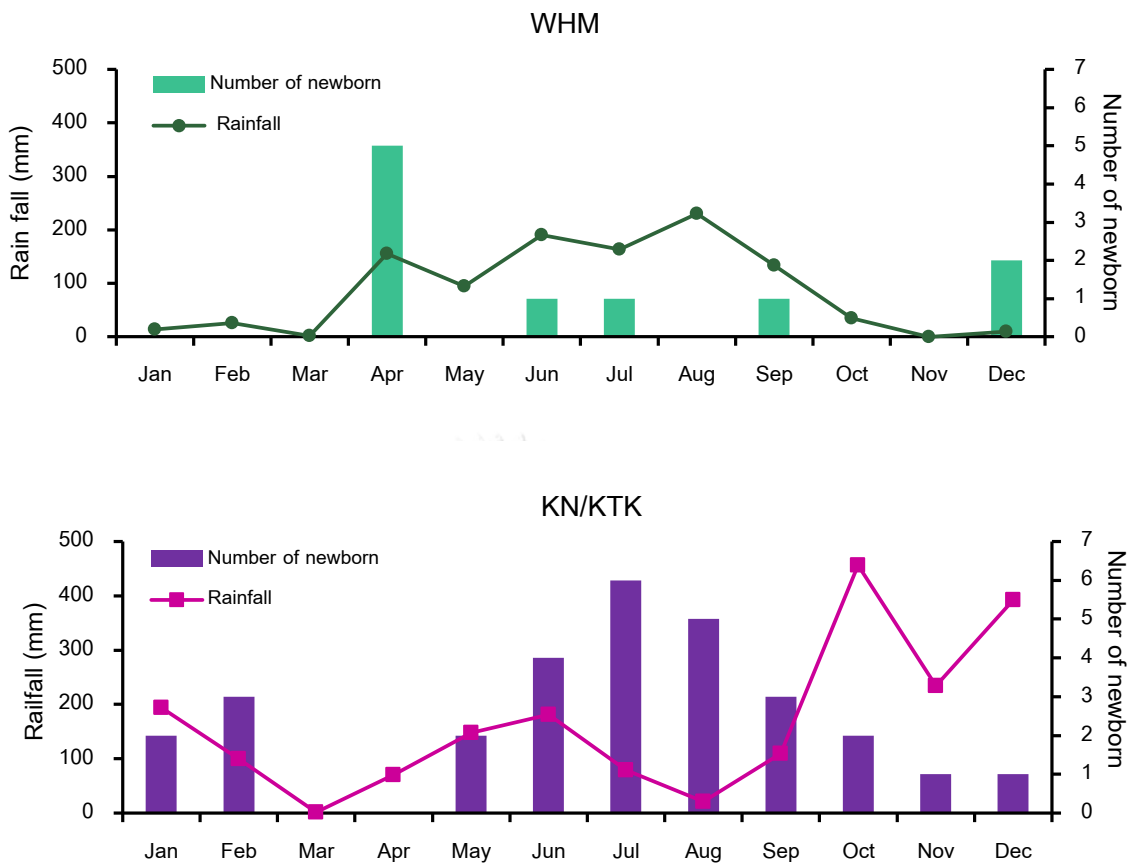 WHM
500
400
300
200
100
0
Rain fall (mm)
Number of newborn
Rainfall
7
6
5
4
3
2
1
0
Number of newborn
Jan Feb Mar Apr May Jun Jul Aug Sep Oct Nov Dec
KN/KTK
500
400
300
200
100
0
Railfall (mm)
Number of newborn
Rainfall
7
6
5
4
3
2
1
0
Number of newborn
Jan Feb Mar Apr May Jun Jul Aug Sep Oct Nov Dec